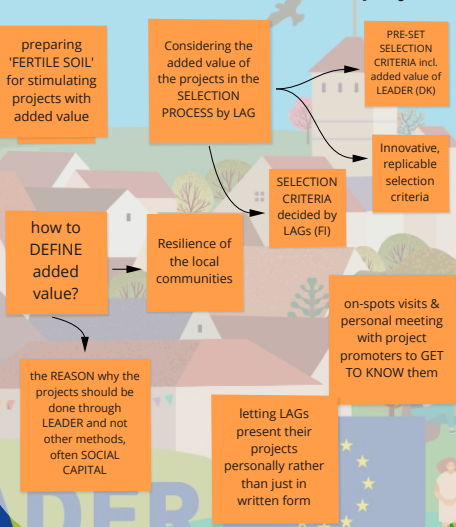 preparing
'FERTILE SOIL'
for stimulating
projects with
added value
Considering the
added value of
the projects in the
SELECTION
PROCESS by LAG
PRE-SET
SELECTION
CRITERIA incl.
added value of
LEADER (DK)
Innovative,
replicable
selection
criteria
SELECTION
CRITERIA
decided by
LAGs (FI)
how to
DEFINE
added
value?
Resilience of
the local
communities
on-spots visits &
personal meeting
with project
promoters to GET
TO KNOW them
the REASON why the
projects should be
done through
LEADER and not
other methods,
often SOCIAL
CAPITAL
letting LAGs
present their
projects
personally rather
than just in
written form
ADER